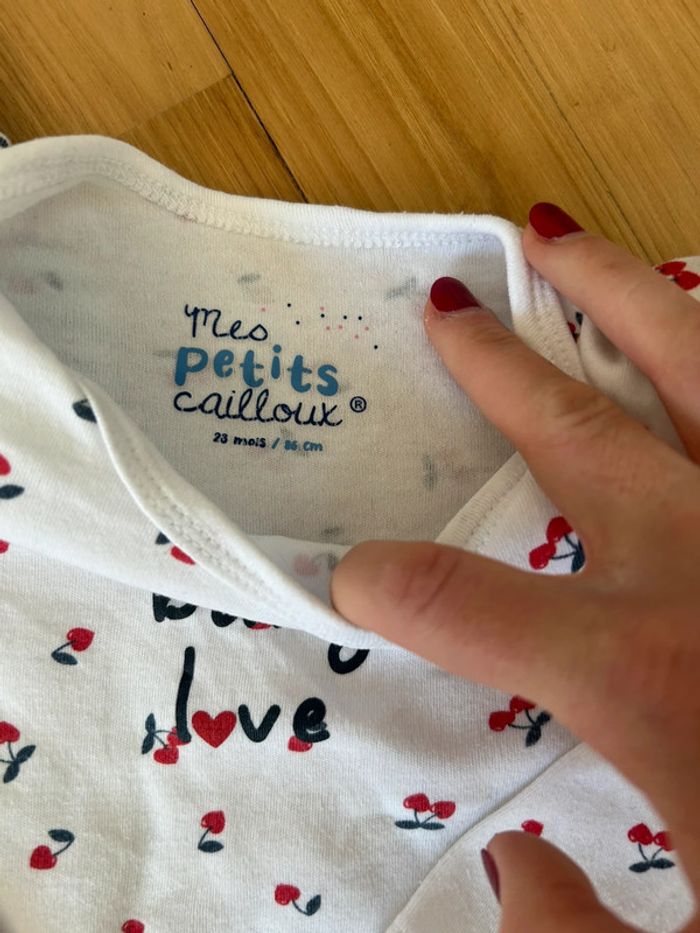 Mes
petits
cailloux®
23 mois / 86 cm
love